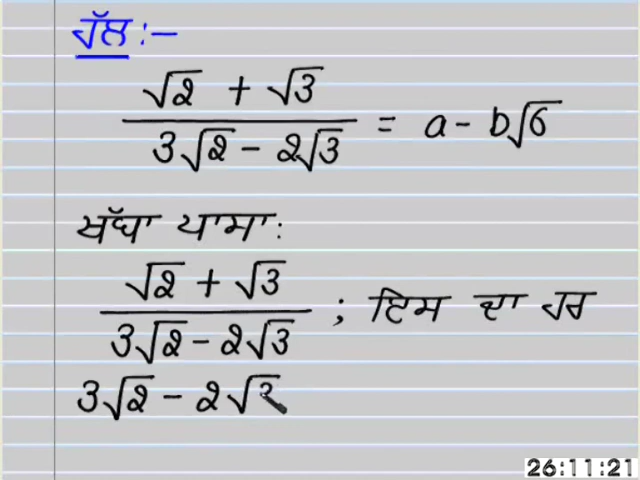 ਹੱਲ :-
√2 + √3
3√2 - 2√3 = a - b√6
ਖੱਬਾ ਪਾਸਾ:
√2 + √3
3√2 - 2√3 ; ਇਸ ਦਾ ਹਰ
3√2 - 2√3
26:11:21